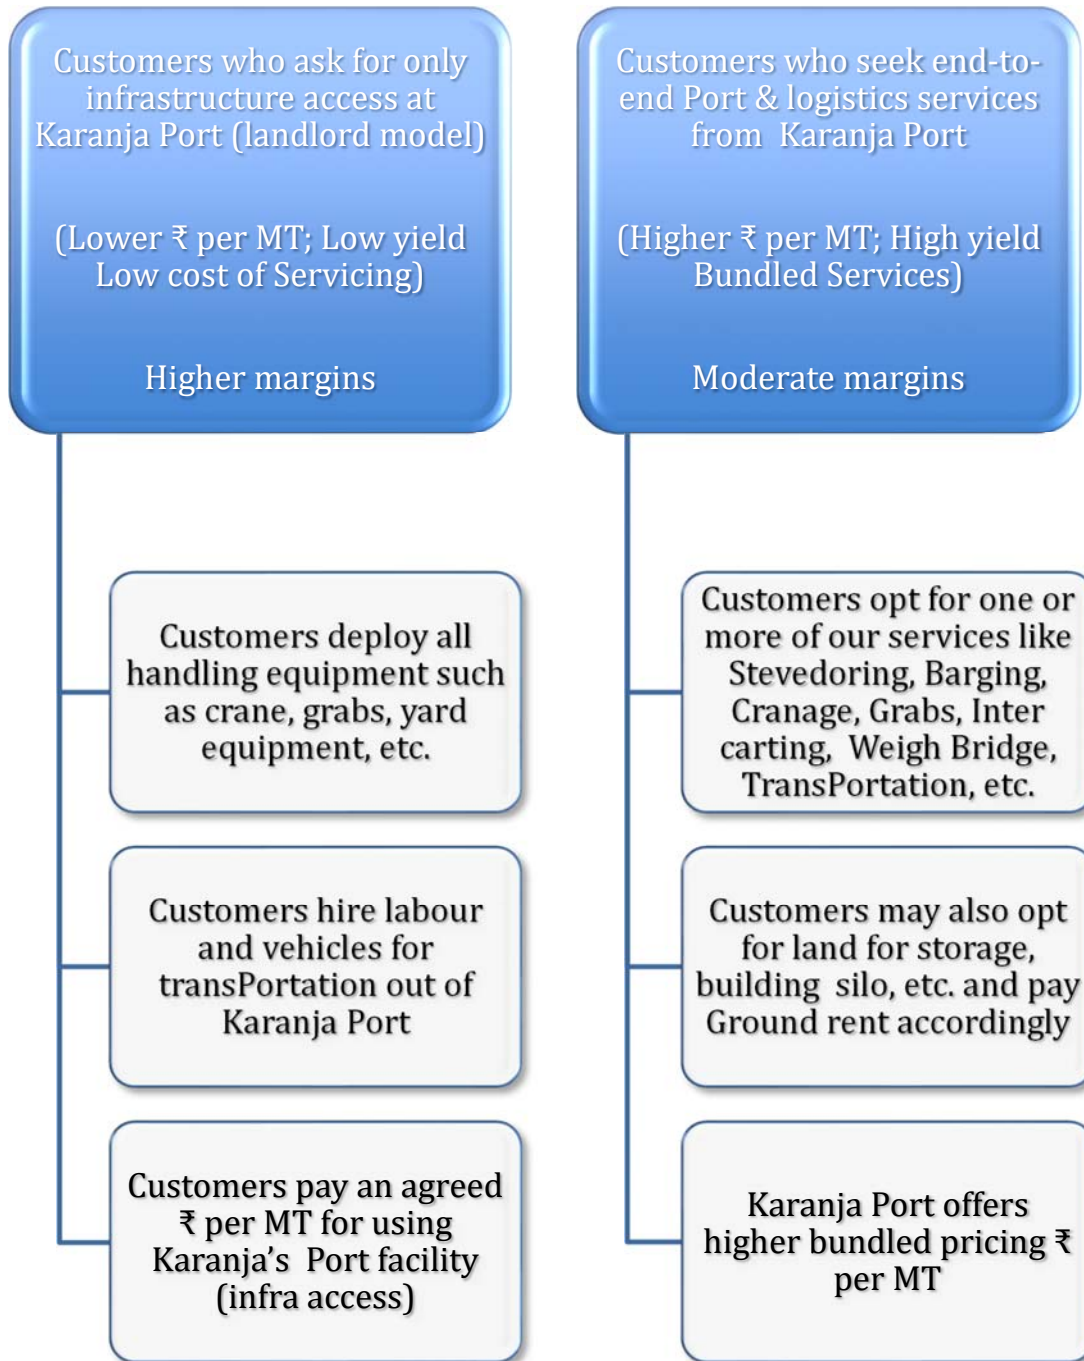 Customers who ask for only
infrastructure access at
Karanja Port (landlord model)
(Lower ₹ per MT; Low yield
Low cost of Servicing)
Higher margins
Customers deploy all
handling equipment such
as crane, grabs, yard
equipment, etc.
Customers hire labour
and vehicles for
transPortation out of
Karanja Port
Customers pay an agreed
₹ per MT for using
Karanja’s Port facility
(infra access)
Customers who seek end-to-
end Port & logistics services
from Karanja Port
(Higher ₹ per MT; High yield
Bundled Services)
Moderate margins
Customers opt for one or
more of our services like
Stevedoring, Barging,
Cranage, Grabs, Inter
carting, Weigh Bridge,
TransPortation, etc.
Customers may also opt
for land for storage,
building silo, etc. and pay
Ground rent accordingly
Karanja Port offers
higher bundled pricing ₹
per MT